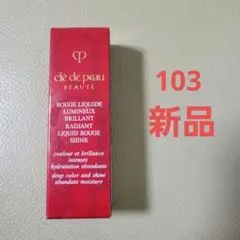 clé de peau
BEAUTÉ
ROUGE LIQUIDE
LUMINEUX
BRILLANT
RADIANT
LIQUID ROUGE
SHINE
couleur et brillance
intenses
hydratation abondante
deep color and shine
abundant moisture
103
新品